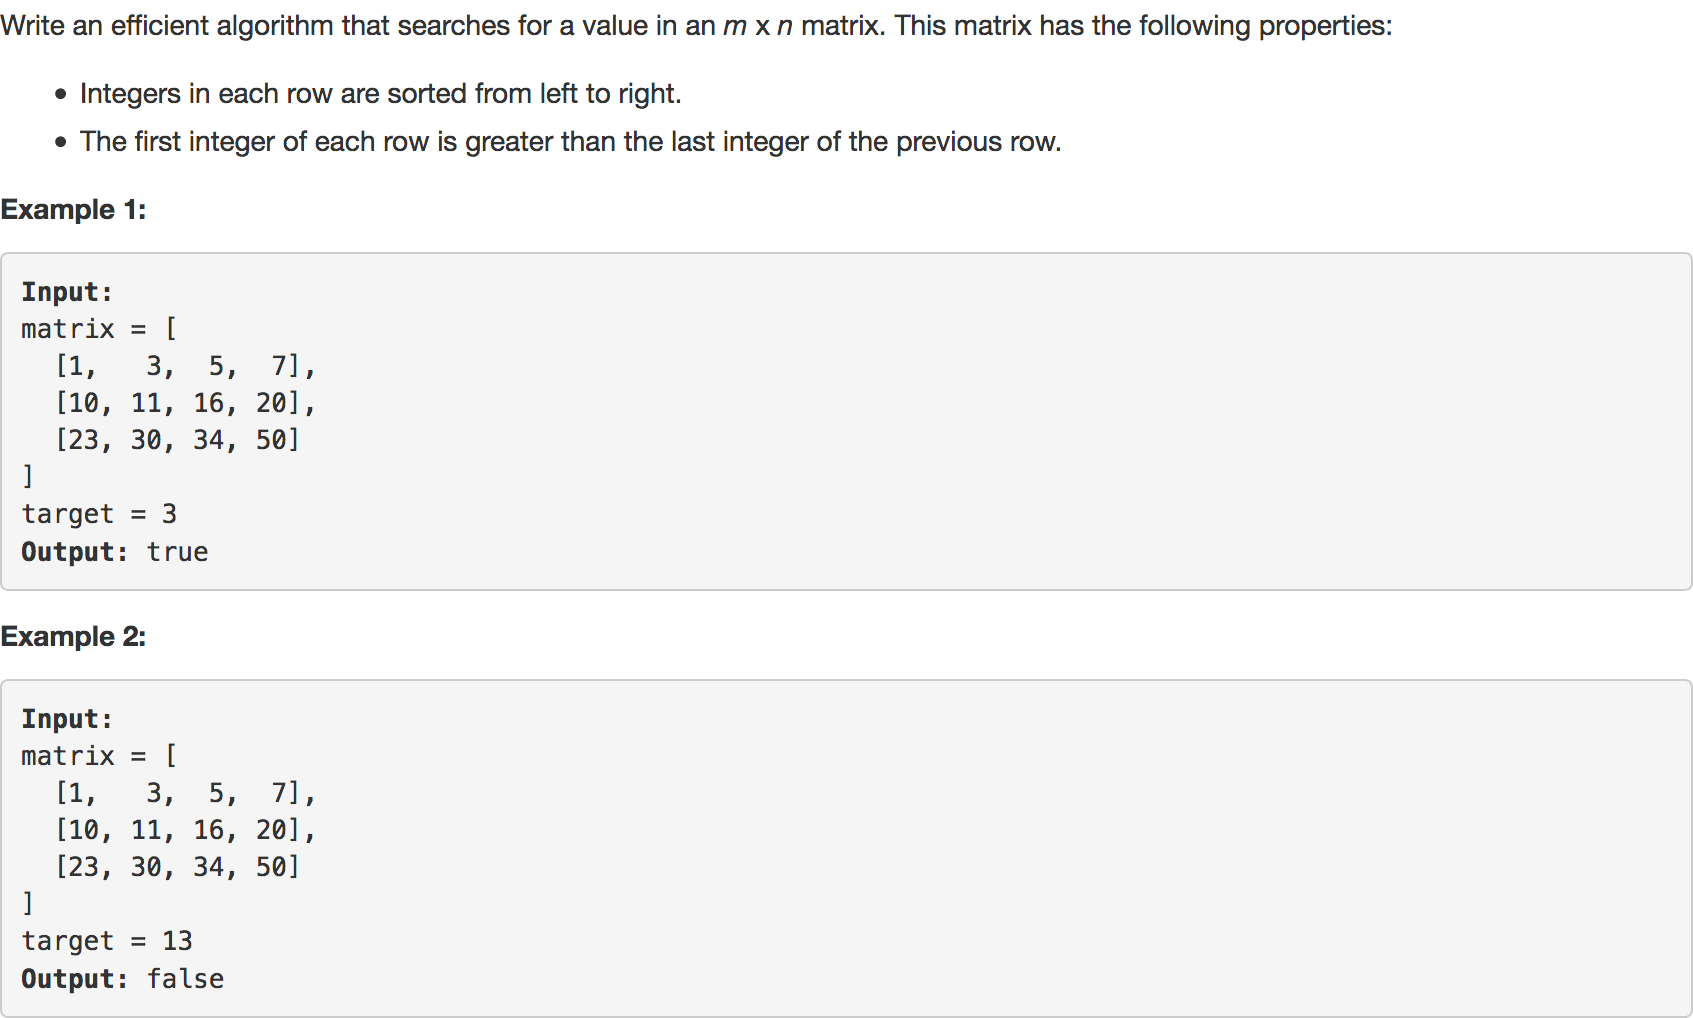 Write an efficient algorithm that searches for a value in an m x n matrix. This matrix has the following properties:
• Integers in each row are sorted from left to right.
• The first integer of each row is greater than the last integer of the previous row.
Example 1:
Input:
matrix = [
  [1,   3,  5,  7],
  [10, 11, 16, 20],
  [23, 30, 34, 50]
]
target = 3
Output: true
Example 2:
Input:
matrix = [
  [1,   3,  5,  7],
  [10, 11, 16, 20],
  [23, 30, 34, 50]
]
target = 13
Output: false